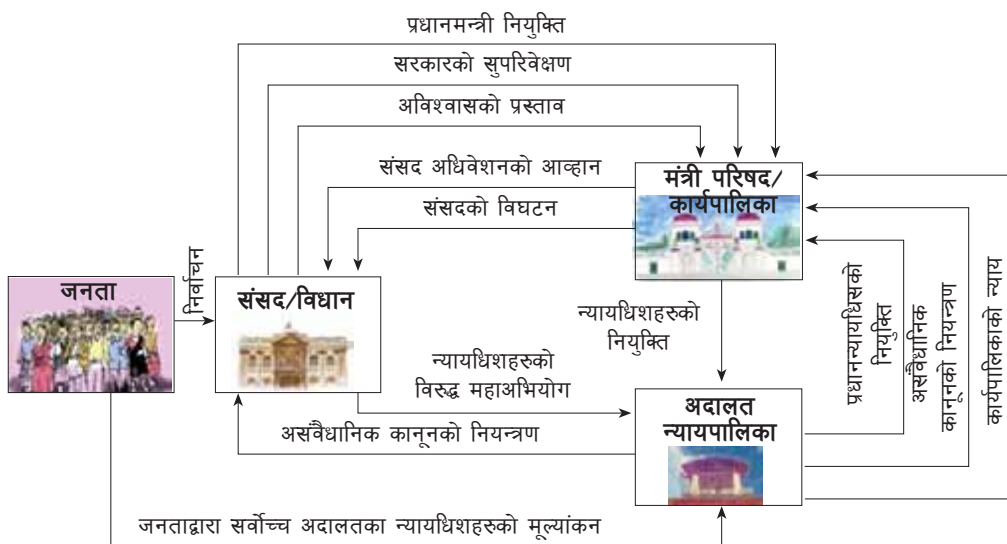 प्रधानमन्त्री नियुक्ति
सरकारको सुपरिवेक्षण
अविश्वासको प्रस्ताव
संसद अधिवेशनको आव्हान
संसदको विघटन
मंत्री परिषद/
कार्यपालिका
निर्वाचन
जनता
संसद/विधान
न्यायधिशहरुको
नियुक्ति
न्यायधिशहरुको
विरुद्ध महाअभियोग
असंवैधानिक कानूनको नियन्त्रण
अदालत
न्यायपालिका
प्रधानन्यायधिसको
नियुक्ति
असंवैधानिक
कानूनको नियन्त्रण
कार्यपालिकाको न्याय
जनताद्वारा सर्वोच्च अदालतका न्यायधिशहरुको मूल्यांकन